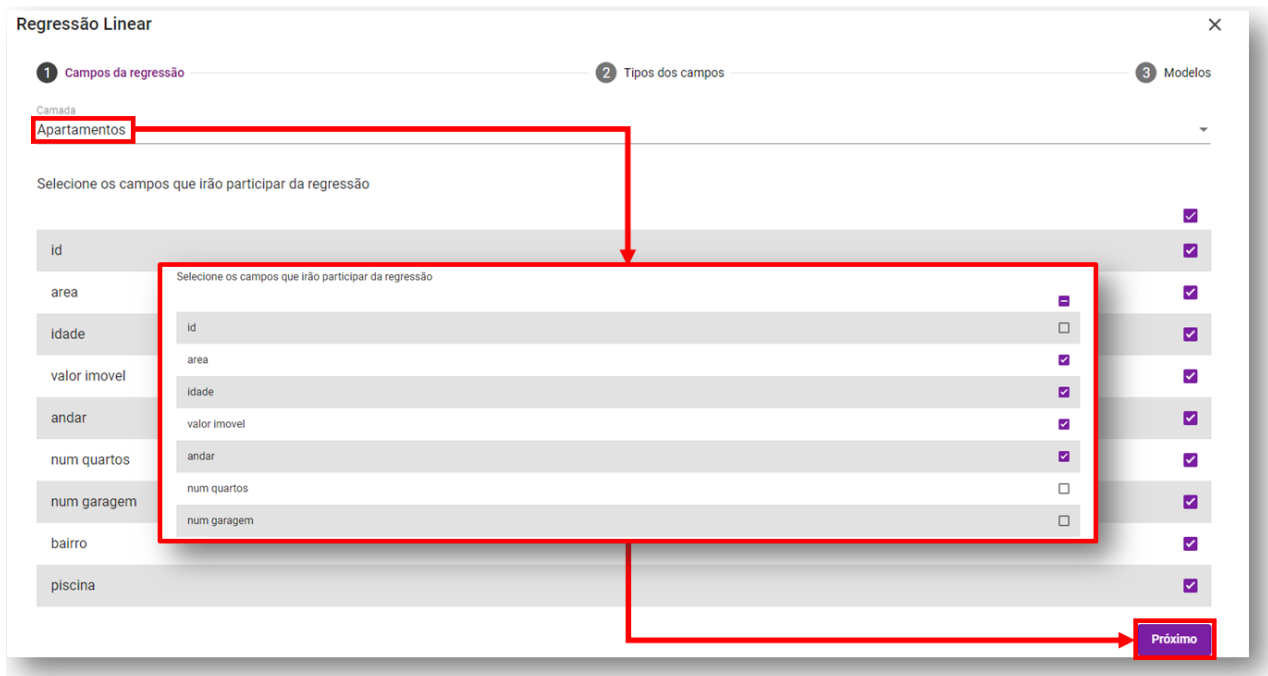 Regressão Linear
1 Campos da regressão
2 Tipos dos campos
3 Modelos
Camada
Apartamentos
Selecione os campos que irão participar da regressão
id
area
idade
valor imovel
andar
num quartos
num garagem
bairro
piscina
Selecione os campos que irão participar da regressão
id
area
idade
valor imovel
andar
num quartos
num garagem
Próximo